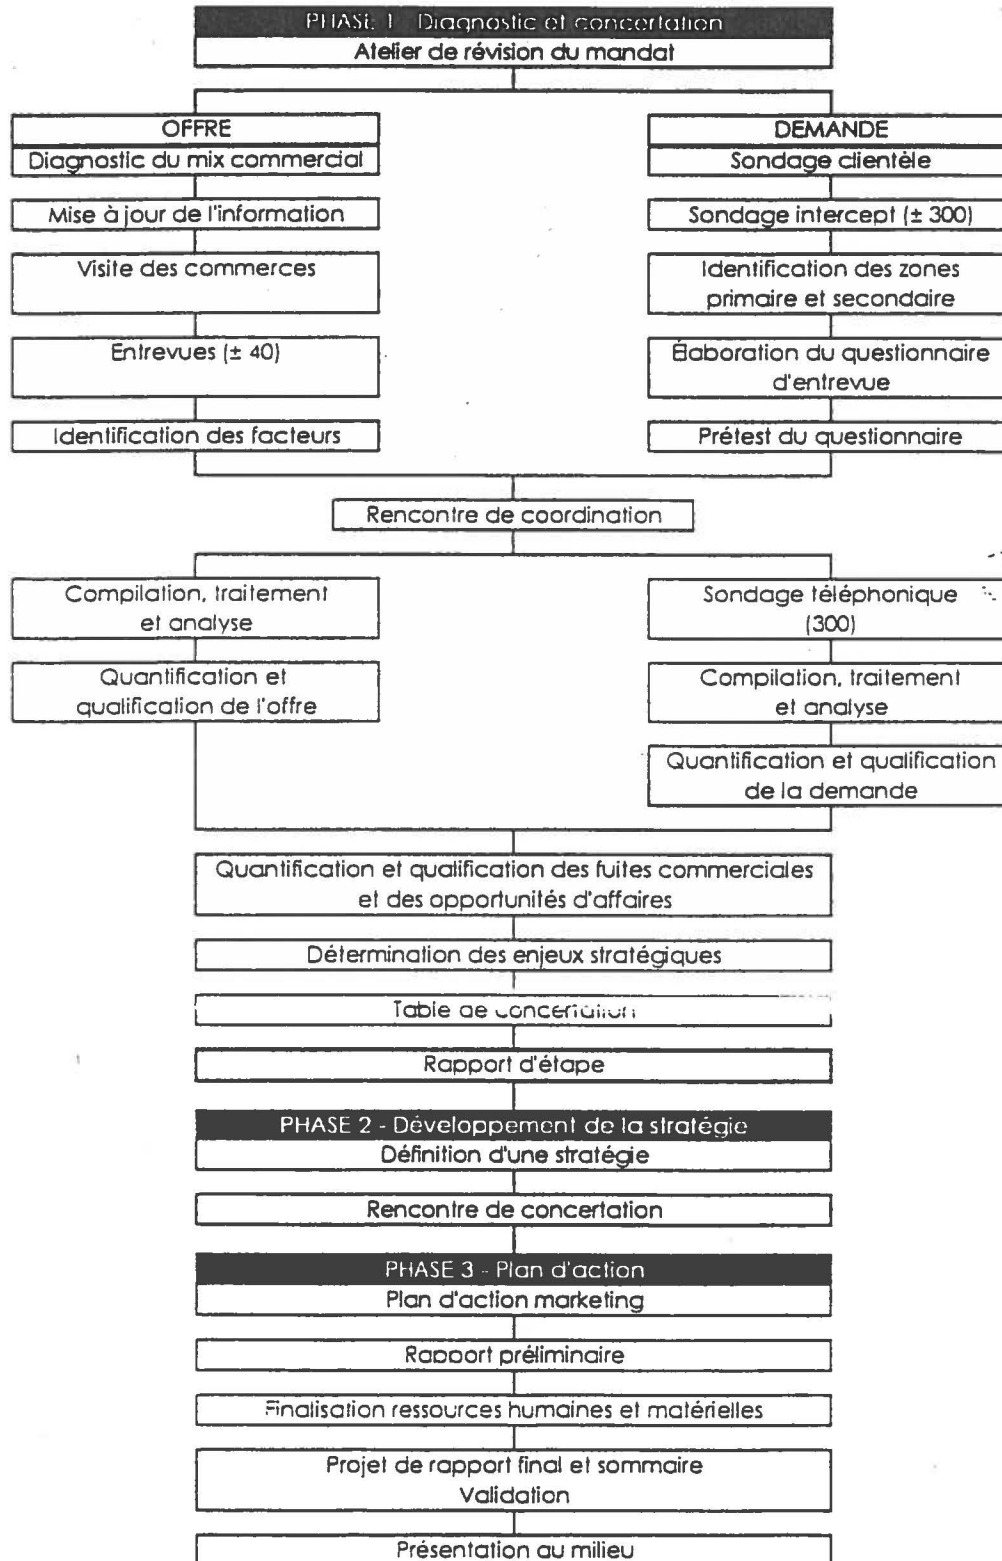 PHASE 1 Diagnostic et concertation
Atelier de révision du mandat
OFFRE
Diagnostic du mix commercial
Mise à jour de l'information
Visite des commerces
Entrevues (± 40)
Identification des facteurs
DEMANDE
Sondage clientèle
Sondage intercept (± 300)
Identification des zones
primaire et secondaire
Élaboration du questionnaire
d'entrevue
Prétest du questionnaire
Rencontre de coordination
Compilation, traitement
et analyse
Quantification et
qualification de l'offre
Sondage téléphonique
(300)
Compilation, traitement
et analyse
Quantification et qualification
de la demande
Quantification et qualification des fuites commerciales
et des opportunités d'affaires
Détermination des enjeux stratégiques
Table de concertation
Rapport d'étape
PHASE 2 - Développement de la stratégie
Définition d'une stratégie
Rencontre de concertation
PHASE 3 - Plan d'action
Plan d'action marketing
Rapport préliminaire
Finalisation ressources humaines et matérielles
Projet de rapport final et sommaire
Validation
Présentation au milieu